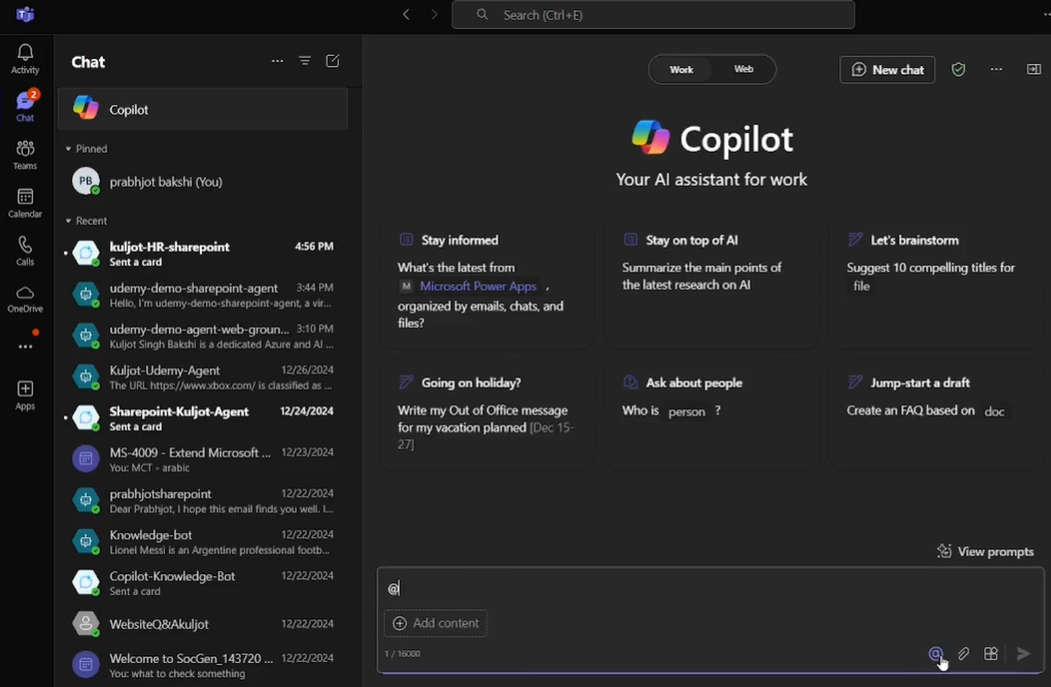 Search (Ctrl+E)
Activity
2
Chat
Teams
Calendar
Calls
OneDrive
Apps
Chat
Copilot
Pinned
PB
prabhjot bakshi (You)
Recent
kuljot-HR-sharepoint 4:56 PM
Sent a card
udemy-demo-sharepoint-agent 3:44 PM
Hello, I'm udemy-demo-sharepoint-agent, a vir...
udemy-demo-agent-web-groun... 3:10 PM
Kuljot Singh Bakshi is a dedicated Azure and AI ...
Kuljot-Udemy-Agent 12/26/2024
The URL https://www.xbox.com/ is classified as ...
Sharepoint-Kuljot-Agent 12/24/2024
Sent a card
MS-4009 - Extend Microsoft ... 12/23/2024
You: MCT - arabic
prabhjotsharepoint 12/22/2024
Dear Prabhjot, I hope this email finds you well. I...
Knowledge-bot 12/22/2024
Lionel Messi is an Argentine professional footb...
Copilot-Knowledge-Bot 12/22/2024
Sent a card
WebsiteQ&Akuljot 12/22/2024
Welcome to SocGen_143720 ... 12/22/2024
You: what to check something
Work Web
New chat
Copilot
Your AI assistant for work
Stay informed
What's the latest from
M Microsoft Power Apps ,
organized by emails, chats, and
files?
Stay on top of AI
Summarize the main points of
the latest research on AI
Let's brainstorm
Suggest 10 compelling titles for
file
Going on holiday?
Write my Out of Office message
for my vacation planned [Dec 15-
27]
Ask about people
Who is person ?
Jump-start a draft
Create an FAQ based on doc
View prompts
@
Add content
1 / 16000